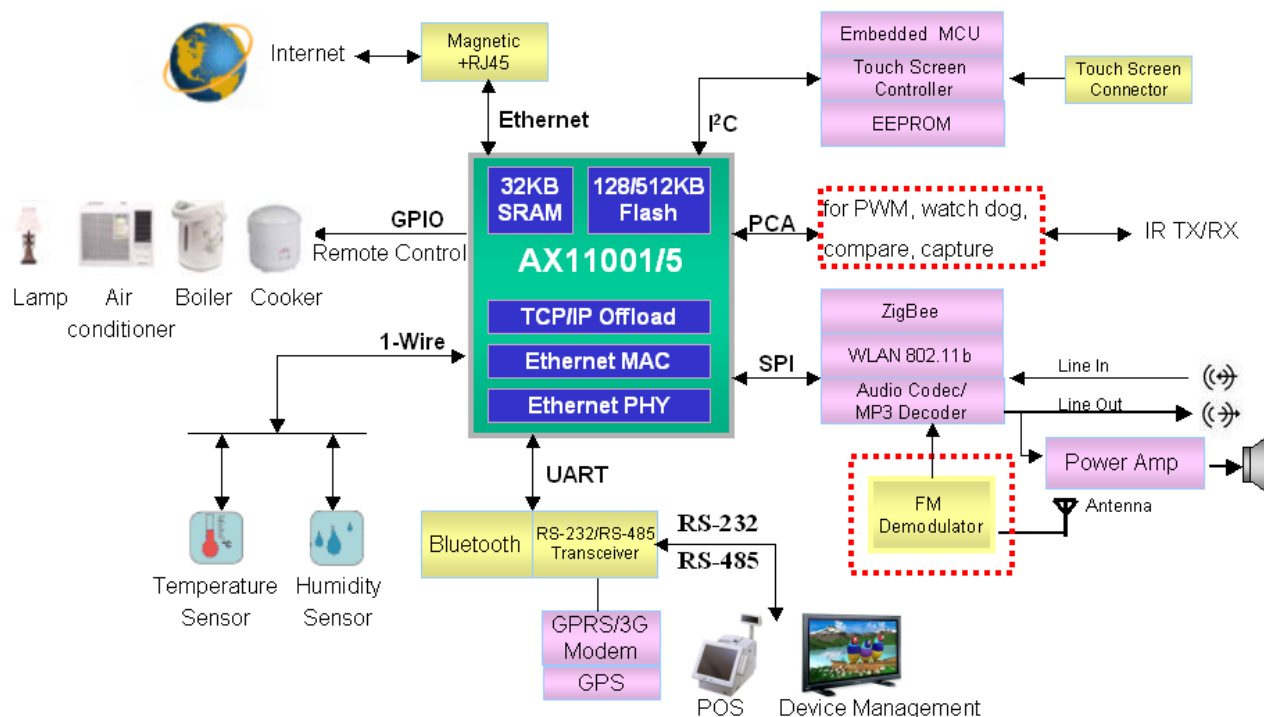 Internet
Magnetic
+RJ45
Ethernet
I²C
Embedded MCU
Touch Screen
Controller
EEPROM
Touch Screen
Connector
32KB
SRAM
128/512KB
Flash
AX11001/5
TCP/IP Offload
Ethernet MAC
Ethernet PHY
GPIO
Remote Control
Lamp
Air
conditioner
Boiler
Cooker
PCA
for PWM, watch dog,
compare, capture
IR TX/RX
1-Wire
Temperature
Sensor
Humidity
Sensor
SPI
ZigBee
WLAN 802.11b
Audio Codec/
MP3 Decoder
Line In
Line Out
Power Amp
FM
Demodulator
Antenna
UART
Bluetooth
RS-232/RS-485
Transceiver
RS-232
RS-485
GPRS/3G
Modem
GPS
POS
Device Management